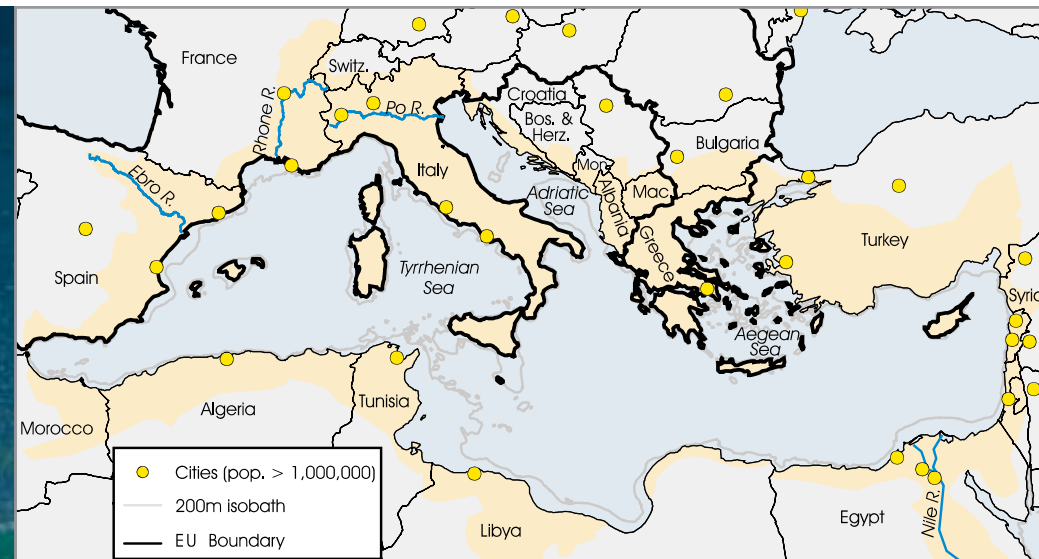 France
Switz.
Croatia
Bos. &
Herz.
Rhone R.
Po R.
Mon.
Bulgaria
Ebro R.
Italy
Adriatic
Sea
Albania
Mac.
Greece
Turkey
Spain
Tyrrhenian
Sea
Syria
Aegean
Sea
Morocco
Algeria
Tunisia
Libya
Egypt
Nile R.
Cities (pop. > 1,000,000)
200m isobath
EU Boundary